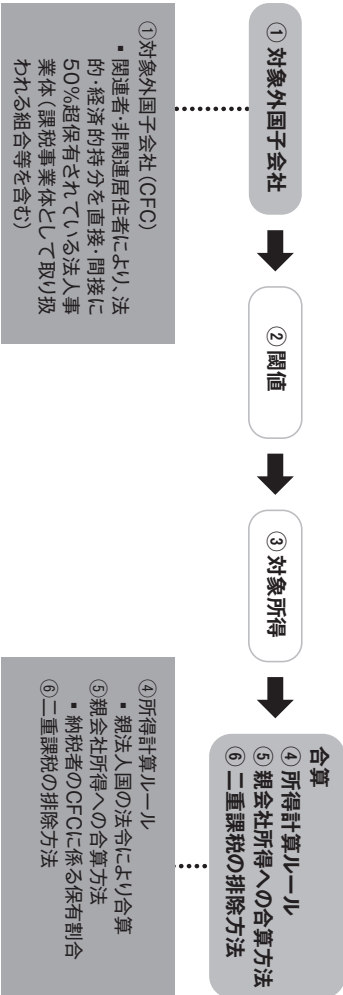 ① 対象外国子会社
② 閾値
③ 対象所得
合算
④ 所得計算ルール
⑤ 親会社所得への合算方法
⑥ 二重課税の排除方法
①対象外国子会社(CFC)
▪ 関連者・非関連居住者により、法
的・経済的持分を直接・間接に
50%超保有されている法人事
業体(課税事業体として取り扱
われる組合等を含む)
④所得計算ルール
▪ 親法人国の法令により合算
⑤親会社所得への合算方法
▪ 納税者のCFCに係る保有割合
⑥二重課税の排除方法